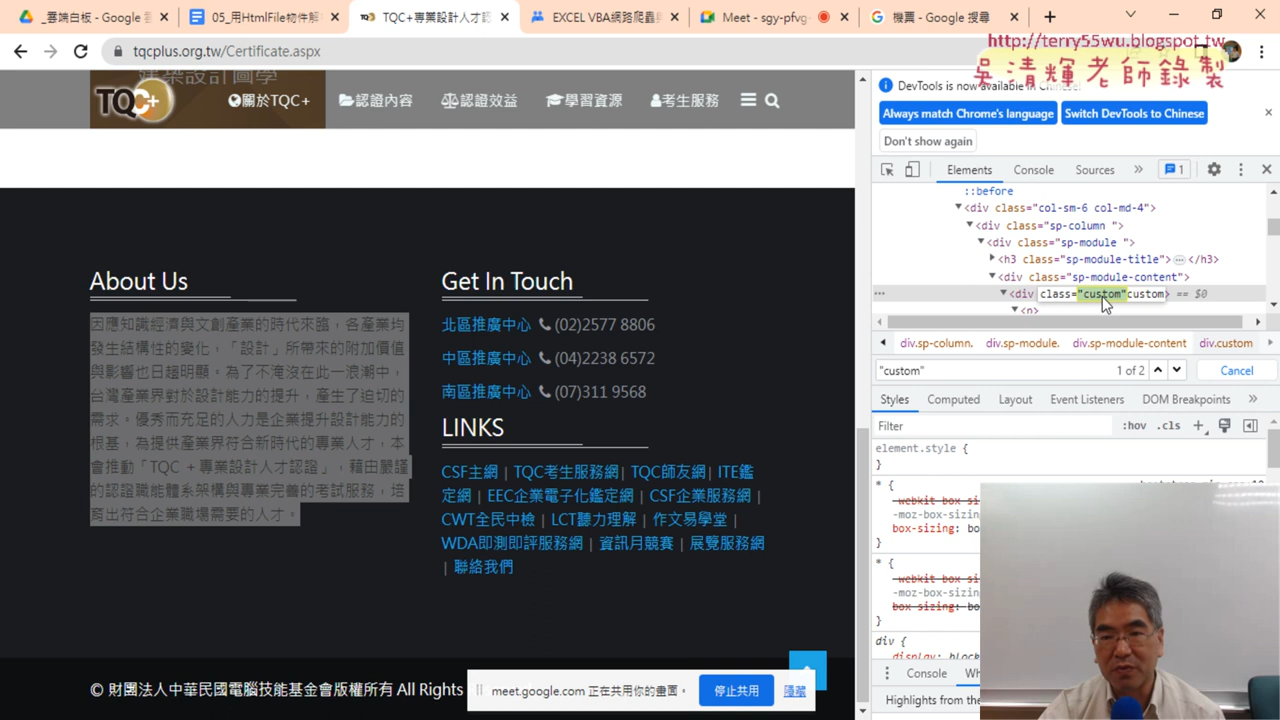 _雲端白板 - Google 雲
05_用HtmlFile物件解
TQC+專業設計人才認
EXCEL VBA網路爬蟲
Meet - sgy-pfvg-
機票 - Google 搜尋
tqcplus.org.tw/Certificate.aspx
http://terry55wu.blogspot.tw
吳清輝老師錄製
建築設計圖學
TQC+
關於TQC+
認證內容
認證效益
學習資源
考生服務
DevTools is now available in Chinese!
Always match Chrome's language
Switch DevTools to Chinese
Don't show again
Elements
Console
Sources
1
::before
<div class="col-sm-6 col-md-4">
<div class="sp-column ">
<div class="sp-module ">
<h3 class="sp-module-title"> </h3>
<div class="sp-module-content">
<div class="custom"custom> == $0
div.sp-column.
div.sp-module.
div.sp-module-content
div.custom
"custom"
1 of 2
Cancel
Styles
Computed
Layout
Event Listeners
DOM Breakpoints
Filter
:hov
.cls
element.style {
}
* {
-webkit-box-si
-moz-box-sizin
box-sizing: bo
}
* {
-webkit-box-si
-moz-box-sizin
box-sizing: bo
}
div {
display: block
Console
Highlights from the
About Us
因應知識經濟與文創產業的時代來臨，各產業均
發生結構性的變化，「設計」所帶來的附加價值
與影響也日趨明顯。為了不淹沒在此一浪潮中，
台灣產業界對於設計能力的提升，產生了迫切的
需求。優秀而充足的人力是企業提升設計能力的
根基，為提供產業界符合新時代的專業人才，本
會推動「TQC +專業設計人才認證」，藉由嚴謹
的認證職能體系架構與專業完善的考試服務，培
育出符合企業職場需要的人才。
Get In Touch
北區推廣中心 (02)2577 8806
中區推廣中心 (04)2238 6572
南區推廣中心 (07)311 9568
LINKS
CSF主網 | TQC考生服務網| TQC師友網| ITE鑑
定網| EEC企業電子化鑑定網 | CSF企業服務網 |
CWT全民中檢 | LCT聽力理解 | 作文易學堂 |
WDA即測即評服務網 | 資訊月競賽 | 展覽服務網
| 聯絡我們
© 財團法人中華民國電腦技能基金會版權所有 All Rights
meet.google.com 正在共用你的畫面。
停止共用
隱藏